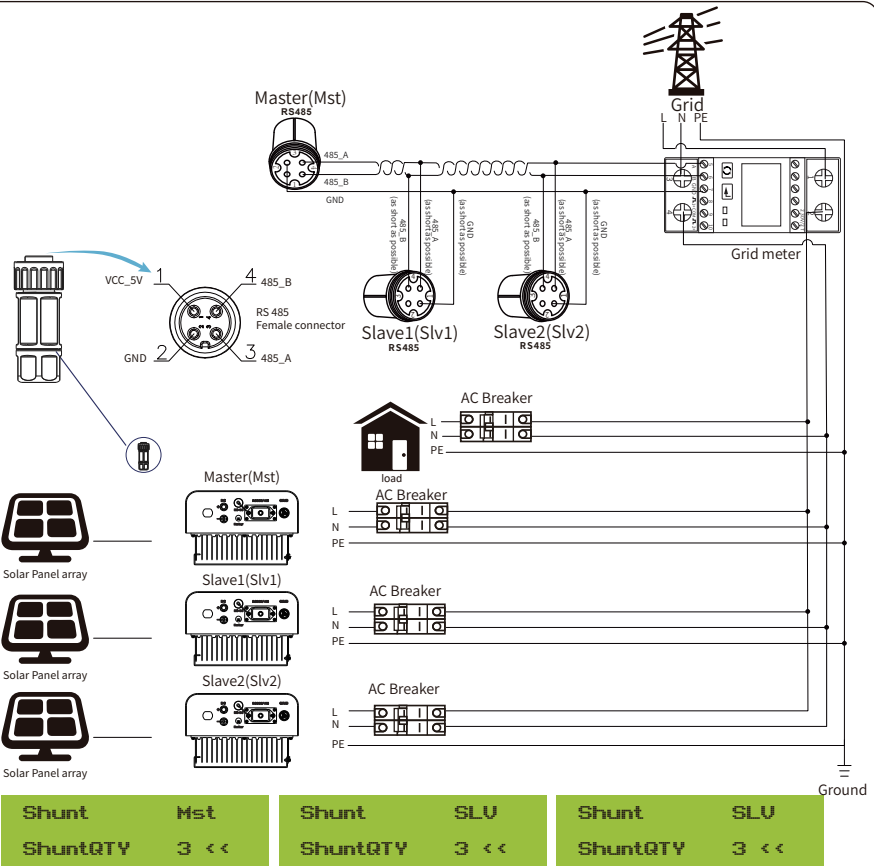 Grid
L N PE
Master(Mst)
RS485
485_A
485_B
GND
485_B
(as short as possible)
485_A
(as short as possible)
GND
(as short as possible)
485_B
(as short as possible)
485_A
(as short as possible)
GND
(as short as possible)
3
4
1
Grid meter
Slave1(Slv1)
RS485
Slave2(Slv2)
RS485
VCC_5V 1
4 485_B
RS 485
Female connector
GND 2
3 485_A
AC Breaker
L
N
PE
load
Master(Mst)
AC Breaker
L
N
PE
Solar Panel array
Slave1(Slv1)
AC Breaker
L
N
PE
Solar Panel array
Slave2(Slv2)
AC Breaker
L
N
PE
Solar Panel array
Ground
Shunt Mst
ShuntQTY 3 <<
Shunt SLV
ShuntQTY 3 <<
Shunt SLV
ShuntQTY 3 <<